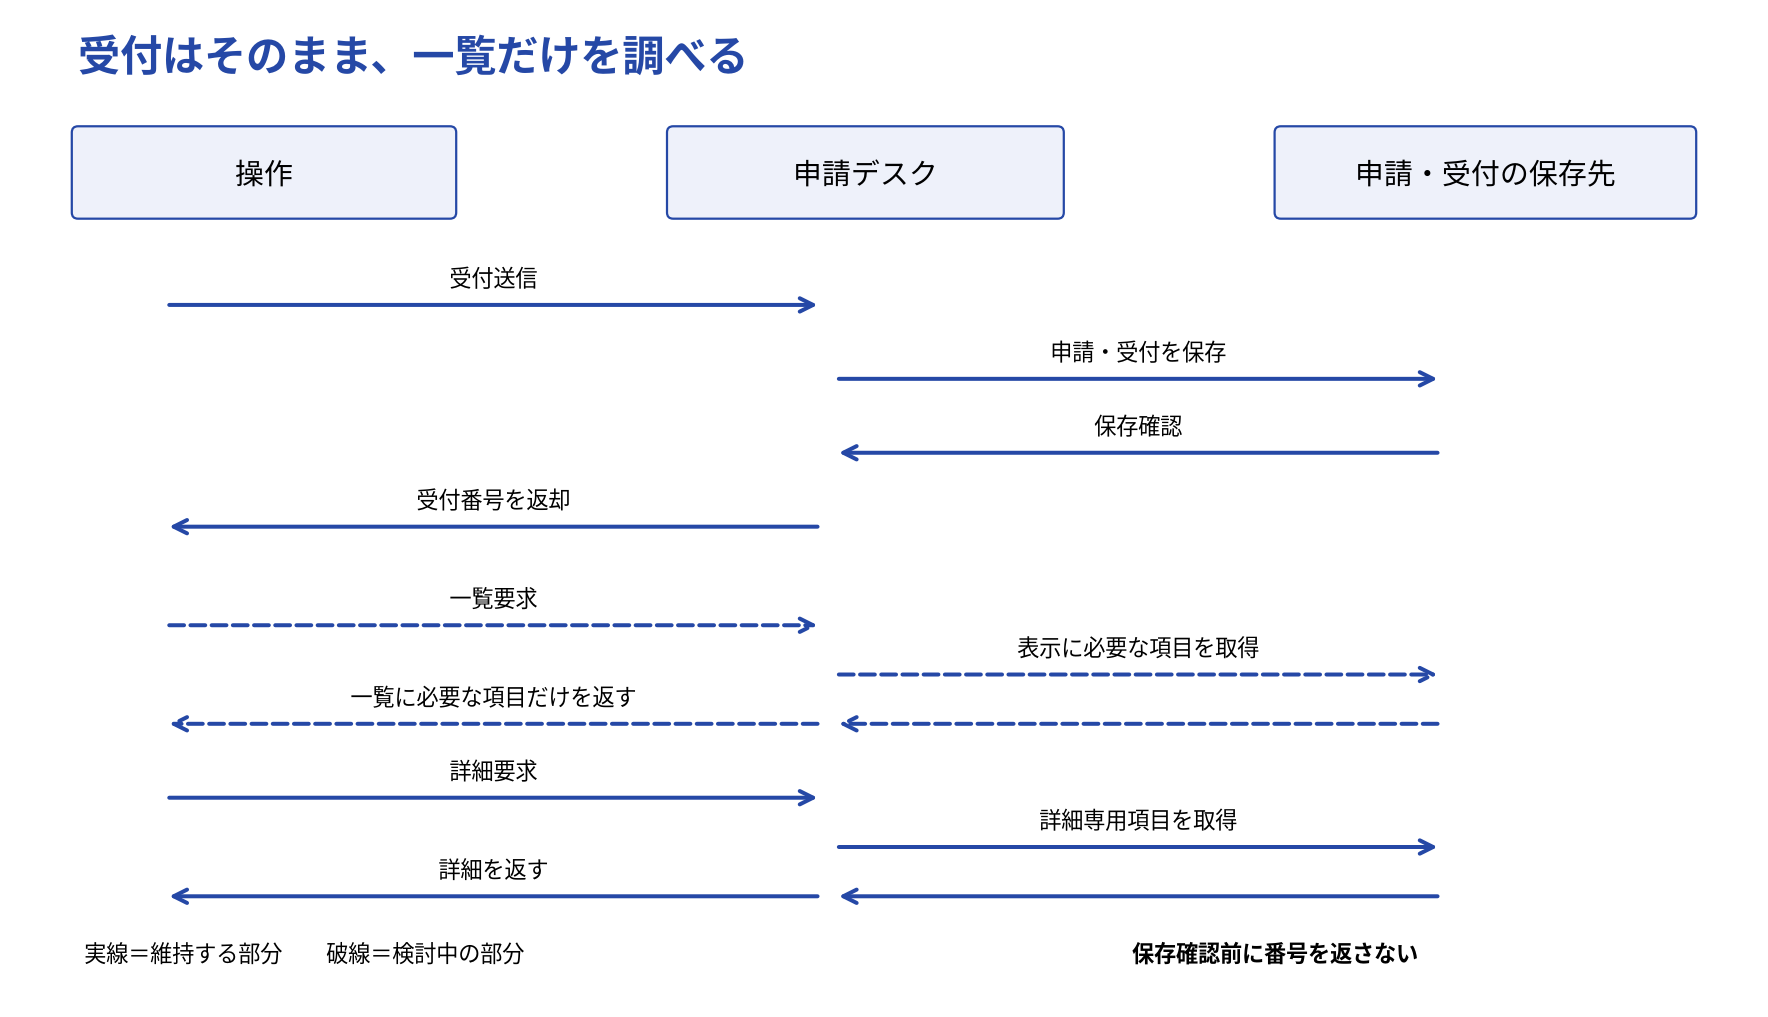 受付はそのまま、一覧だけを調べる
操作
申請デスク
申請・受付の保存先
受付送信
申請・受付を保存
保存確認
受付番号を返却
一覧要求
表示に必要な項目を取得
一覧に必要な項目だけを返す
詳細要求
詳細専用項目を取得
詳細を返す
実線＝維持する部分　　破線＝検討中の部分
保存確認前に番号を返さない